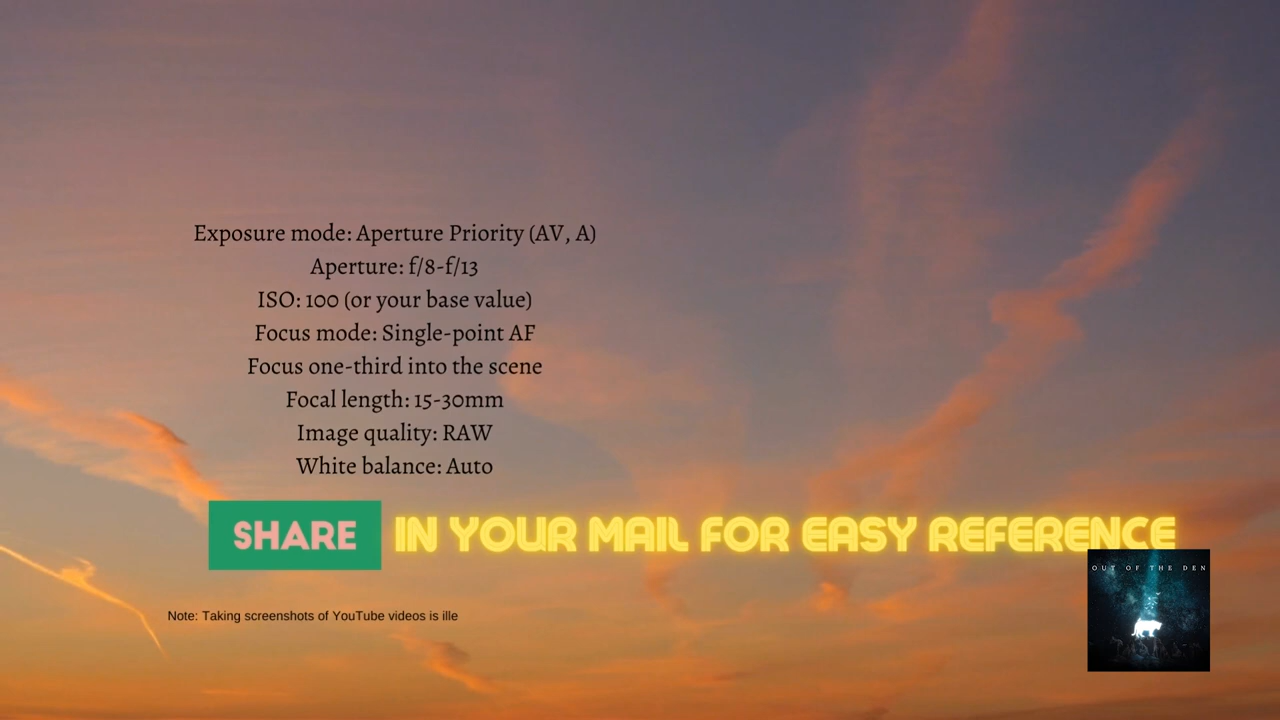 Exposure mode: Aperture Priority (AV, A)
Aperture: f/8-f/13
ISO: 100 (or your base value)
Focus mode: Single-point AF
Focus one-third into the scene
Focal length: 15-30mm
Image quality: RAW
White balance: Auto
SHARE IN YOUR MAIL FOR EASY REFERENCE
OUT OF THE DEN
Note: Taking screenshots of YouTube videos is ille